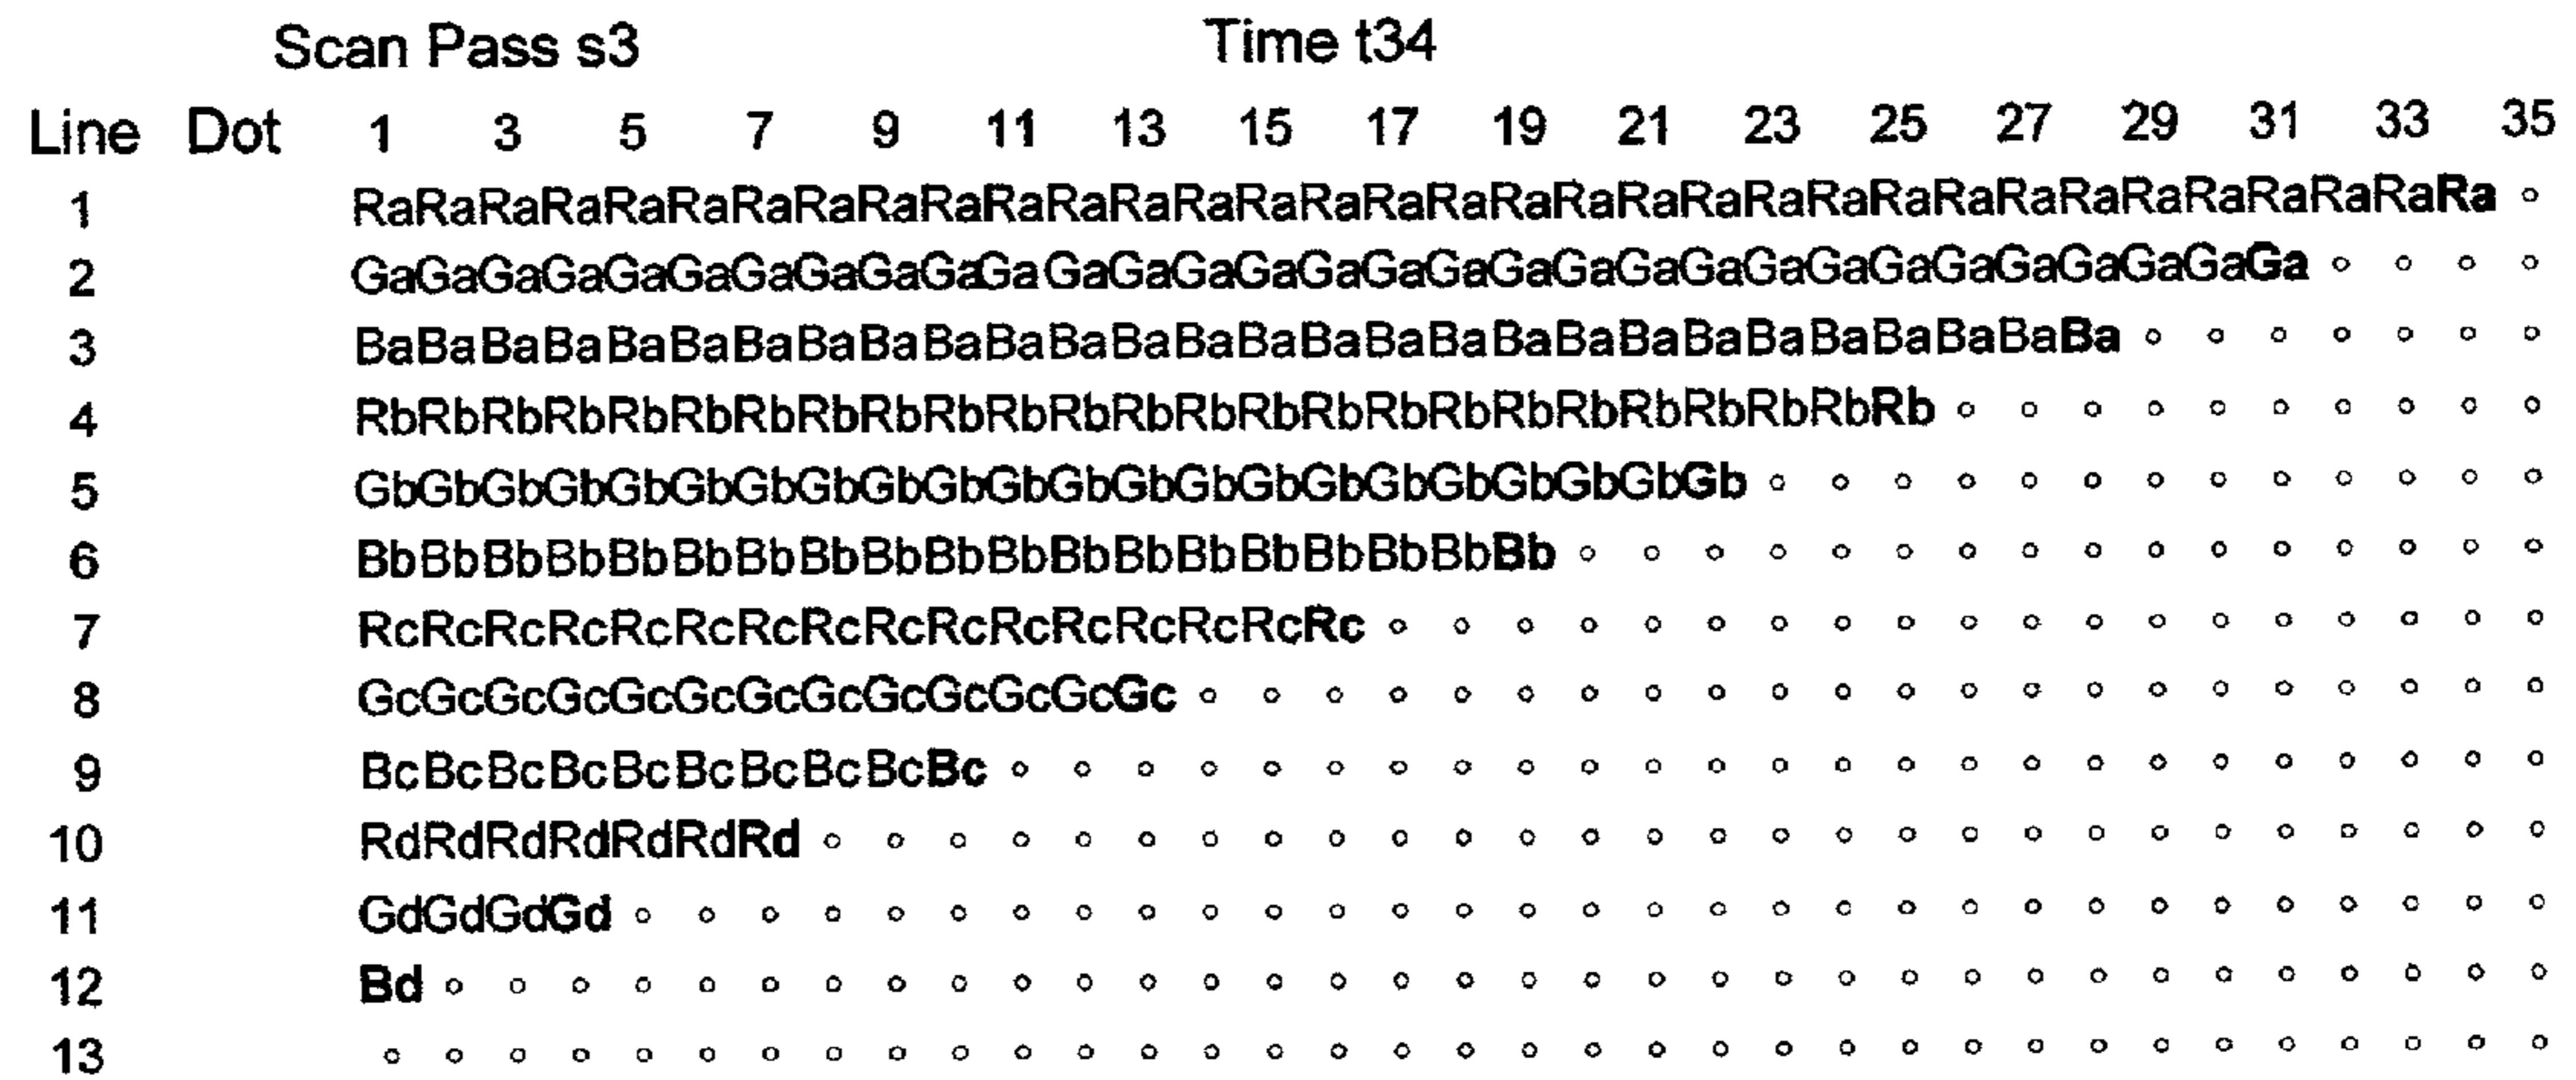 Scan Pass s3 Time t34
Line Dot 1 3 5 7 9 11 13 15 17 19 21 23 25 27 29 31 33 35
1 RaRaRaRaRaRaRaRaRaRaRaRaRaRaRaRaRaRaRaRaRaRaRaRaRaRaRaRaRaRaRaRaRaRa
2 GaGaGaGaGaGaGaGaGaGaGa GaGaGaGaGaGaGaGaGaGaGaGaGaGaGaGaGaGaGaGa
3 BaBaBaBaBaBaBaBaBaBaBaBaBaBaBaBaBaBaBaBaBaBaBaBaBaBaBaBa
4 RbRbRbRbRbRbRbRbRbRbRbRbRbRbRbRbRbRbRbRbRbRbRbRbRb
5 GbGbGbGbGbGbGbGbGbGbGbGbGbGbGbGbGbGbGbGbGbGb
6 BbBbBbBbBbBbBbBbBbBbBbBbBbBbBbBbBbBbBb
7 RcRcRcRcRcRcRcRcRcRcRcRcRcRcRcRc
8 GcGcGcGcGcGcGcGcGcGcGcGcGc
9 BcBcBcBcBcBcBcBcBcBc
10 RdRdRdRdRdRdRd
11 GdGdGdGd
12 Bd
13